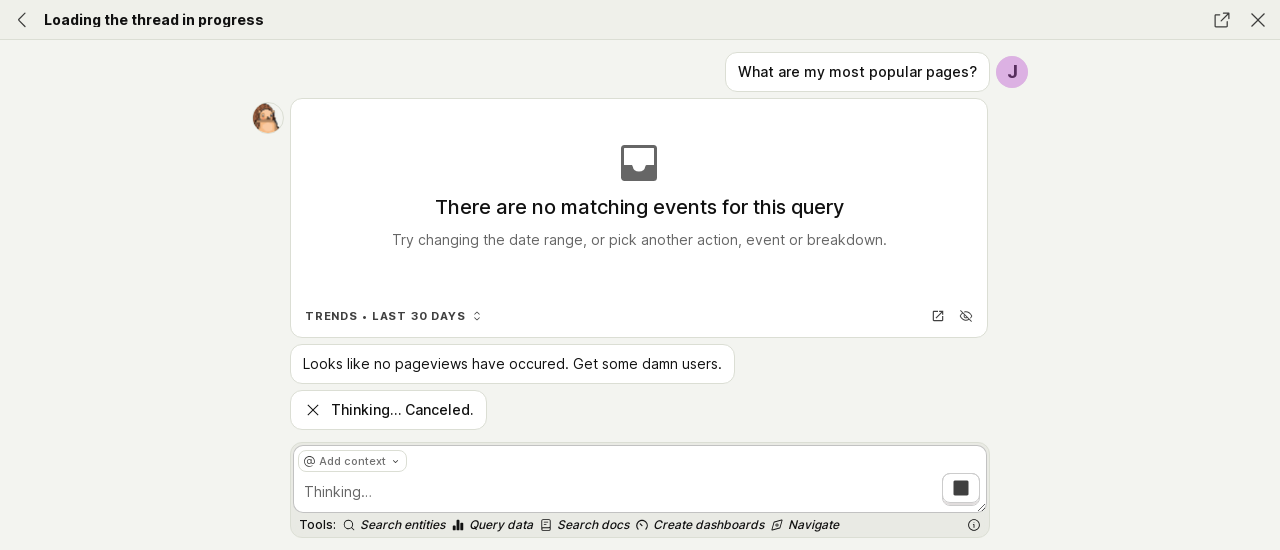 Loading the thread in progress
What are my most popular pages?
J
There are no matching events for this query
Try changing the date range, or pick another action, event or breakdown.
TRENDS • LAST 30 DAYS
Looks like no pageviews have occured. Get some damn users.
Thinking... Canceled.
@ Add context
Thinking...
Tools: Search entities Query data Search docs Create dashboards Navigate